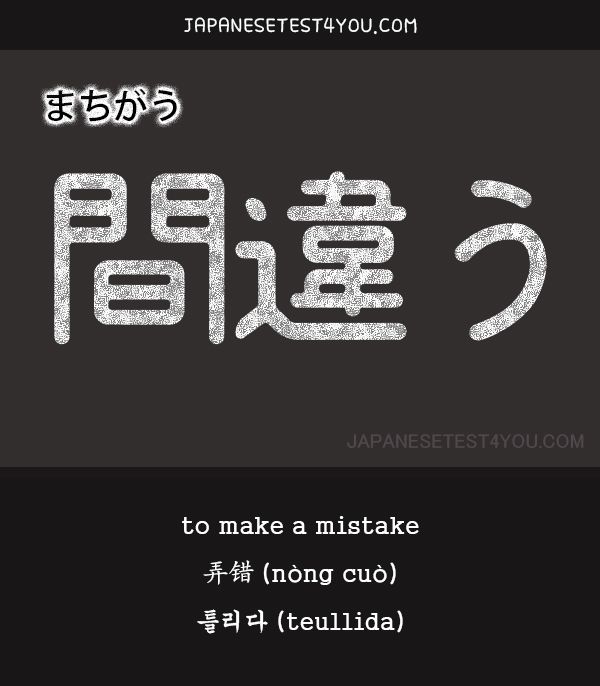 JAPANESETEST4YOU.COM
まちがう
間違う
JAPANESETEST4YOU.COM
to make a mistake
弄错 (nòng cuò)
틀리다 (teullida)